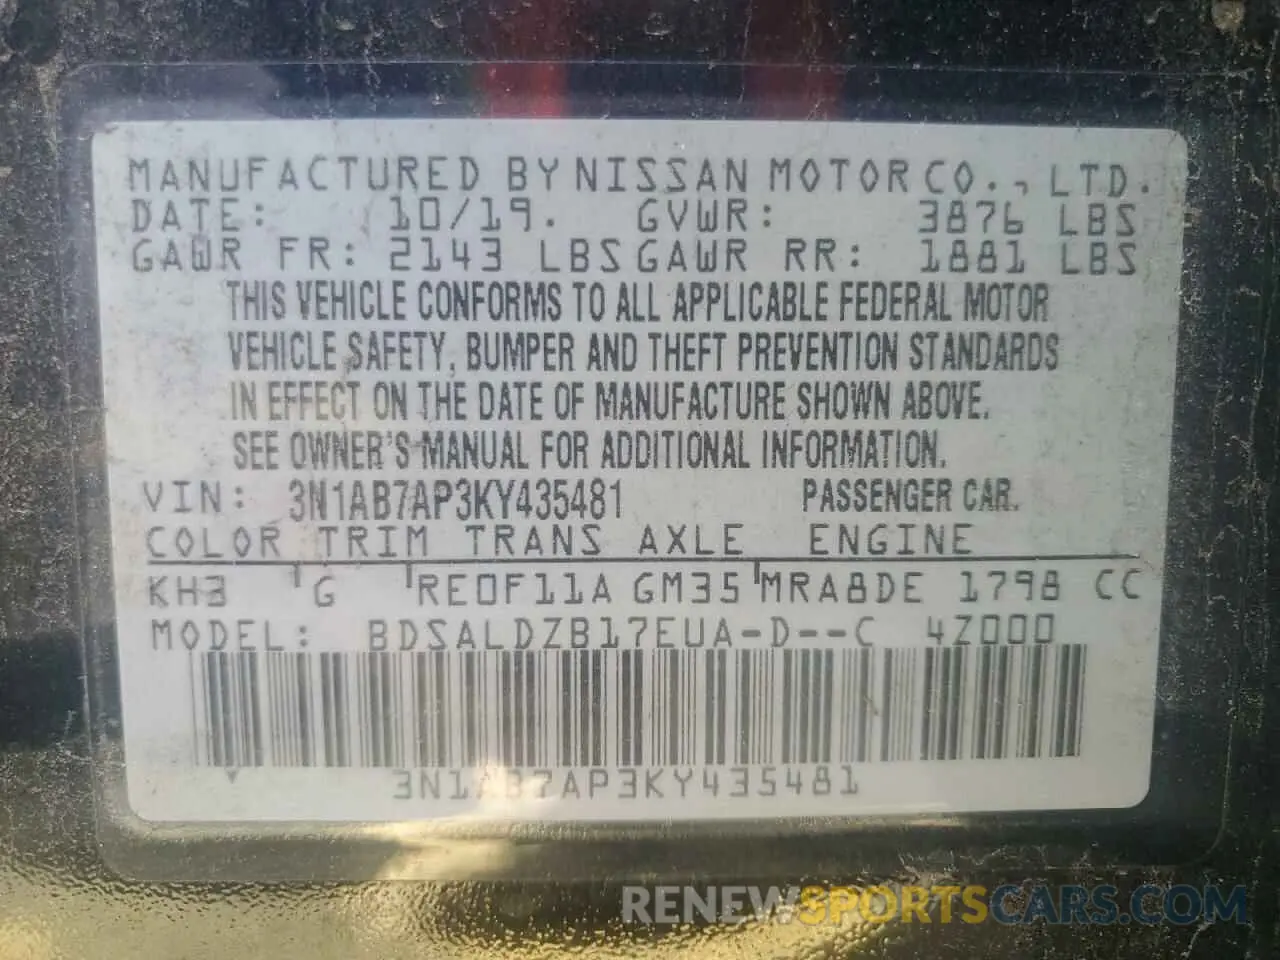 MANUFACTURED BY NISSAN MOTOR CO., LTD.
DATE: 10/19. GVWR: 3876 LBS
GAWR FR: 2143 LBS GAWR RR: 1881 LBS
THIS VEHICLE CONFORMS TO ALL APPLICABLE FEDERAL MOTOR
VEHICLE SAFETY, BUMPER AND THEFT PREVENTION STANDARDS
IN EFFECT ON THE DATE OF MANUFACTURE SHOWN ABOVE.
SEE OWNER'S MANUAL FOR ADDITIONAL INFORMATION.
VIN: 3N1AB7AP3KY435481 PASSENGER CAR.
COLOR TRIM TRANS AXLE ENGINE
KH3 G RE0F11A GM35 MRA8DE 1798 CC
MODEL: BDSALDZB17EUA-D--C 4Z000
3N1AB7AP3KY435481
RENEWSPORTSCARS.COM